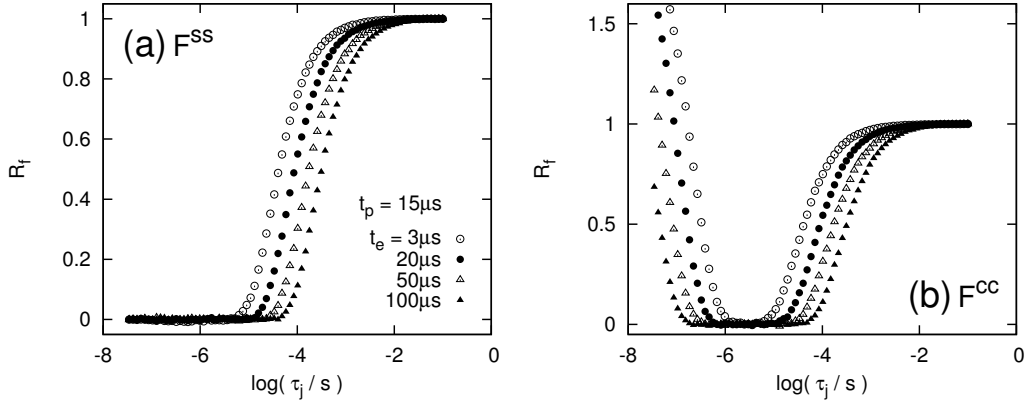 (a) F^ss
R_f
1
0.8
0.6
0.4
0.2
0
t_p = 15μs
t_e = 3μs
20μs
50μs
100μs
-8 -6 -4 -2 0
log( τ_j / s )
R_f
1.5
1
0.5
0
(b) F^cc
-8 -6 -4 -2 0
log( τ_j / s )